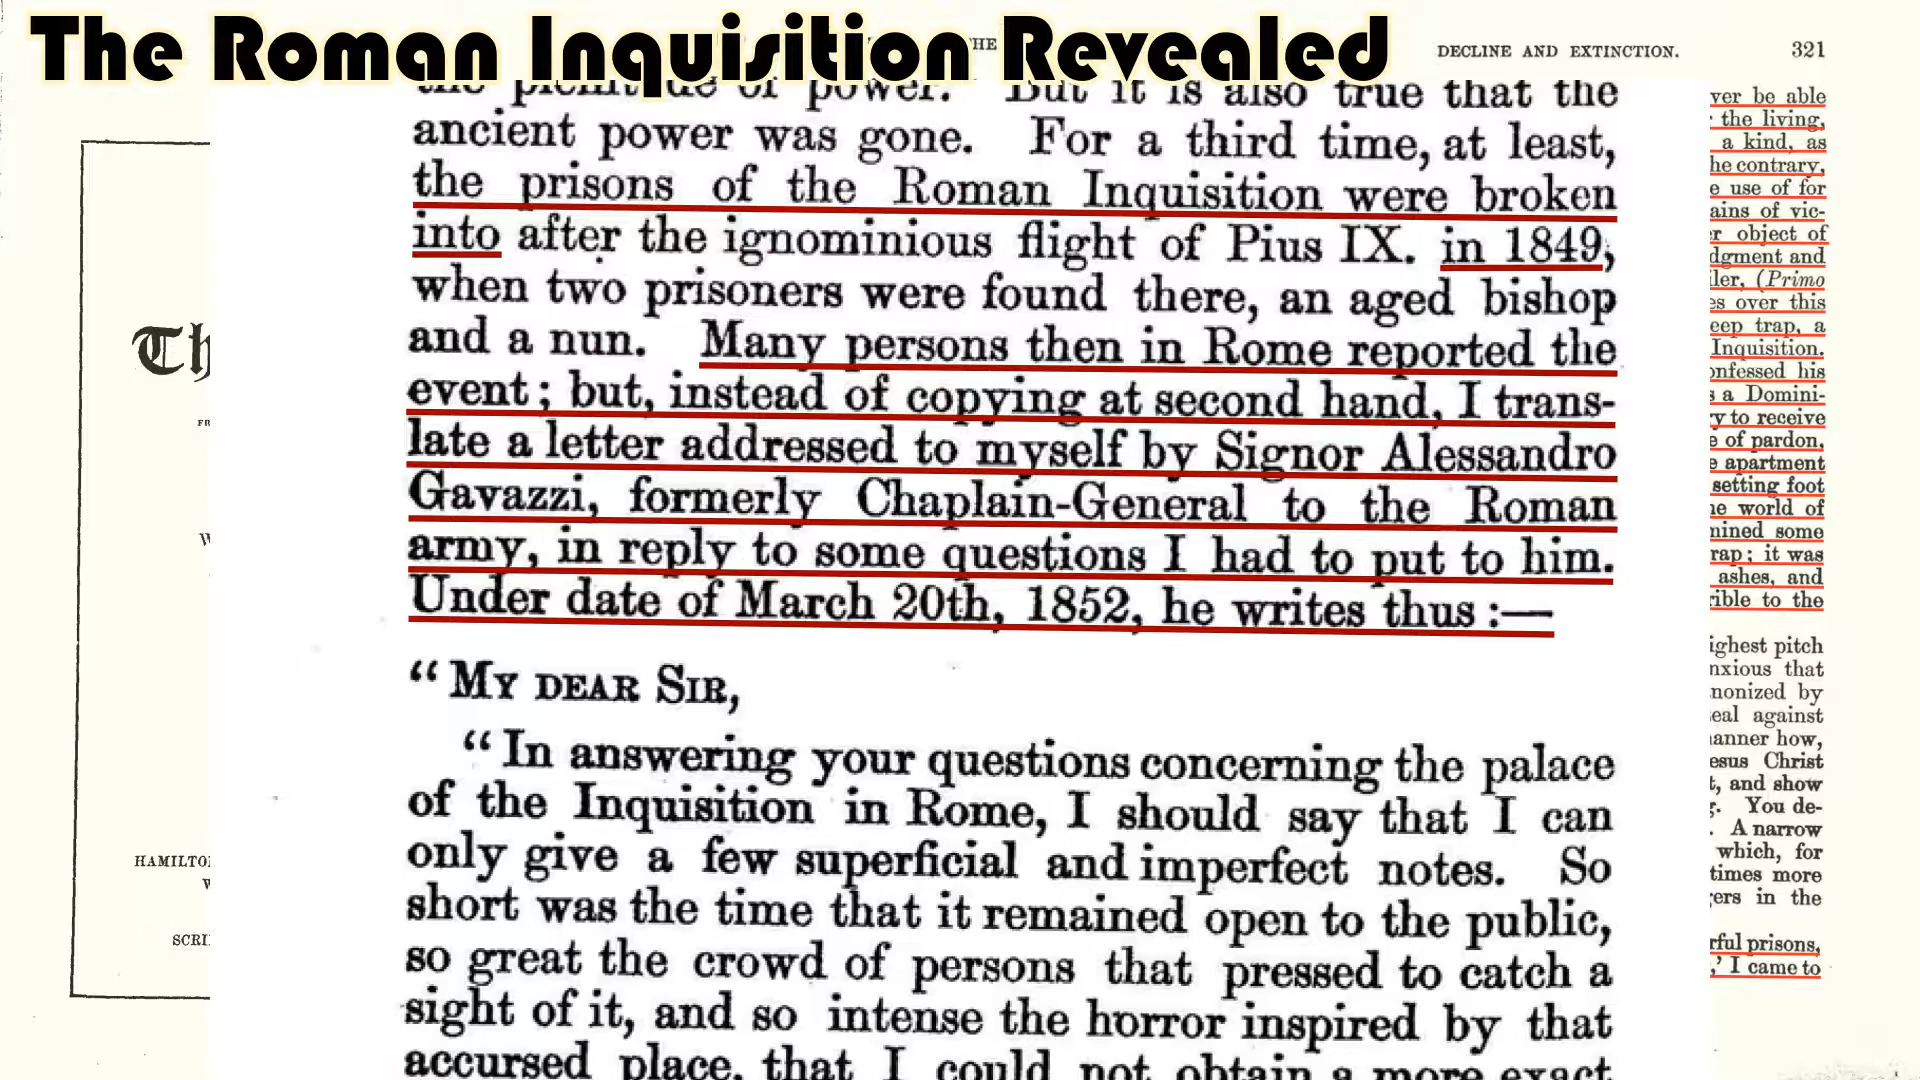 The Roman Inquisition Revealed
THE
DECLINE AND EXTINCTION.
321
the plenitude of power. But it is also true that the
ancient power was gone. For a third time, at least,
the prisons of the Roman Inquisition were broken
into after the ignominious flight of Pius IX. in 1849,
when two prisoners were found there, an aged bishop
and a nun. Many persons then in Rome reported the
event; but, instead of copying at second hand, I trans-
late a letter addressed to myself by Signor Alessandro
Gavazzi, formerly Chaplain-General to the Roman
army, in reply to some questions I had to put to him.
Under date of March 20th, 1852, he writes thus :—
“ MY DEAR SIR,
“ In answering your questions concerning the palace
of the Inquisition in Rome, I should say that I can
only give a few superficial and imperfect notes. So
short was the time that it remained open to the public,
so great the crowd of persons that pressed to catch a
sight of it, and so intense the horror inspired by that
accursed place, that I could not obtain a more exact
Th
FR
W
HAMILTO
W
SCRI
ver be able
the living,
a kind, as
he contrary,
e use of for
ains of vic-
r object of
dgment and
ler, (Primo
es over this
eep trap, a
Inquisition.
onfessed his
s a Domini-
ry to receive
e of pardon,
e apartment
setting foot
he world of
mined some
rap; it was
ashes, and
rible to the
ighest pitch
nxious that
monized by
eal against
anner how,
esus Christ
t, and show
g. You de-
. A narrow
which, for
times more
gers in the
rful prisons,
,’ I came to